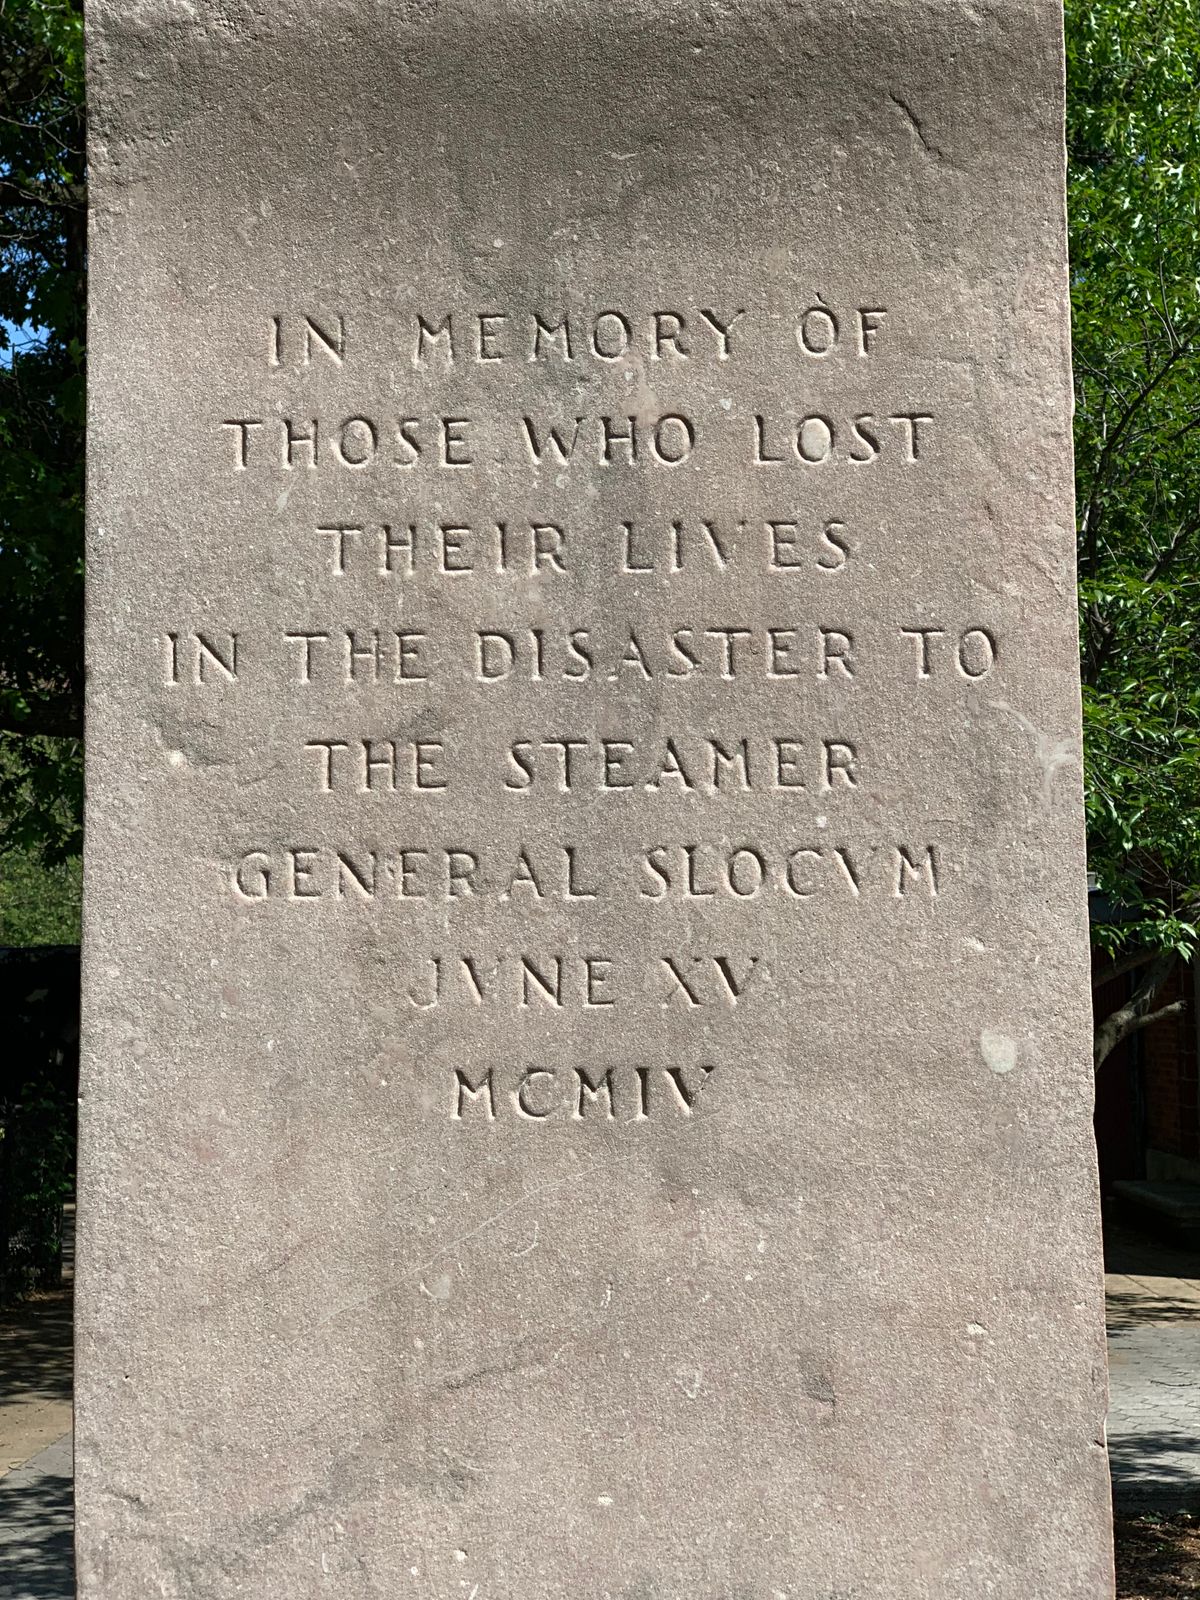 IN MEMORY OF
THOSE WHO LOST
THEIR LIVES
IN THE DISASTER TO
THE STEAMER
GENERAL SLOCVM
JVNE XV
MCMIV